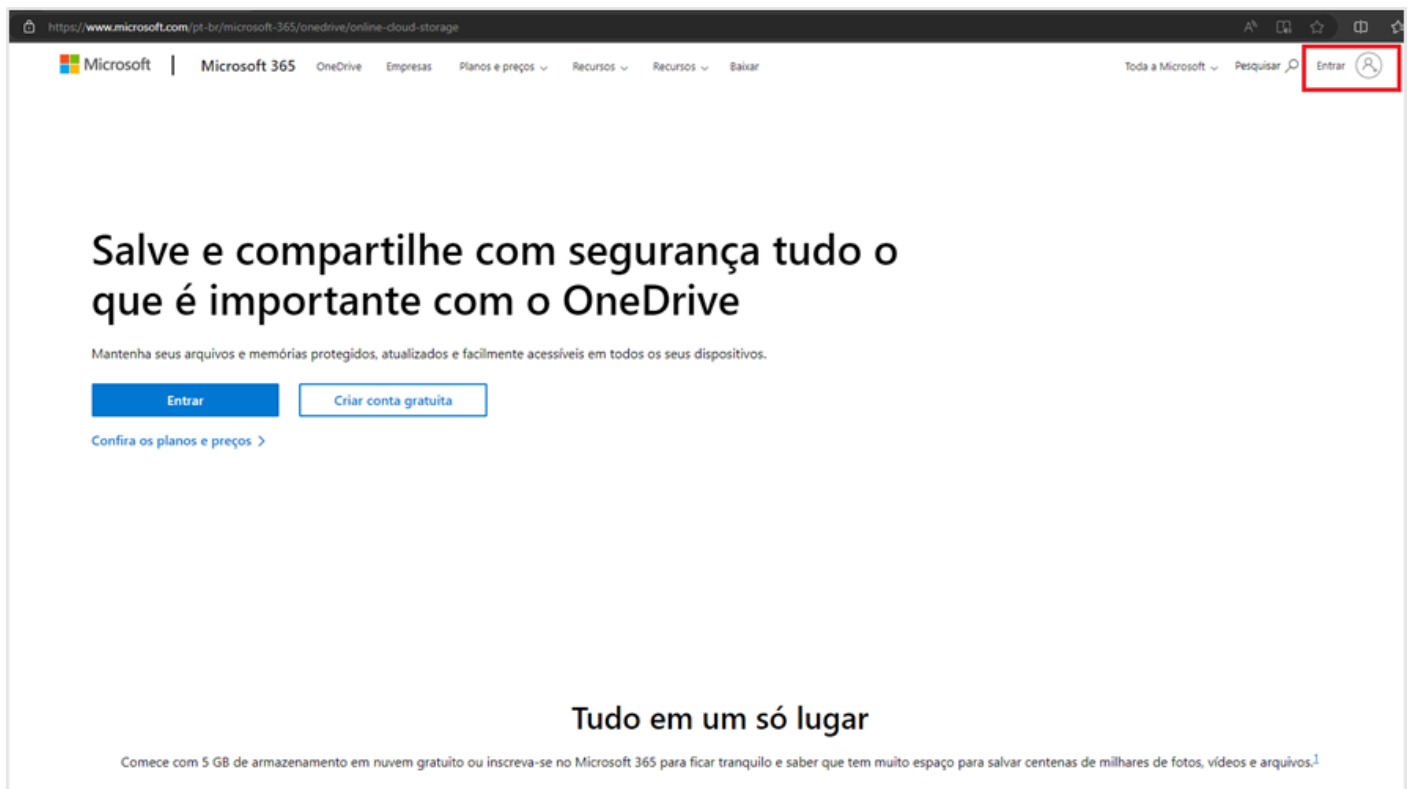 https://www.microsoft.com/pt-br/microsoft-365/onedrive/online-cloud-storage
Microsoft | Microsoft 365 OneDrive Empresas Planos e preços Recursos Recursos Baixar Toda a Microsoft Pesquisar Entrar
Salve e compartilhe com segurança tudo o
que é importante com o OneDrive
Mantenha seus arquivos e memórias protegidos, atualizados e facilmente acessíveis em todos os seus dispositivos.
Entrar Criar conta gratuita
Confira os planos e preços >
Tudo em um só lugar
Comece com 5 GB de armazenamento em nuvem gratuito ou inscreva-se no Microsoft 365 para ficar tranquilo e saber que tem muito espaço para salvar centenas de milhares de fotos, vídeos e arquivos.1